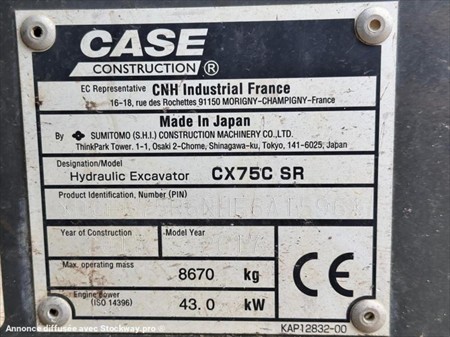 CASE
CONSTRUCTION ®
EC Representative CNH Industrial France
16-18, rue des Rochettes 91150 MORIGNY-CHAMPIGNY-France
Made In Japan
By SUMITOMO (S.H.I.) CONSTRUCTION MACHINERY CO.,LTD.
ThinkPark Tower. 1-1, Osaki 2-Chome, Shinagawa-ku, Tokyo, 141-6025, Japan
Designation/Model
Hydraulic Excavator CX75C SR
Product Identification, Number (PIN)
Year of Construction Model Year
Max. operating mass 8670 kg
Engine power
(ISO 14396) 43.0 kW
CE
KAP12832-00
Annonce diffusée avec Stockway.pro ®